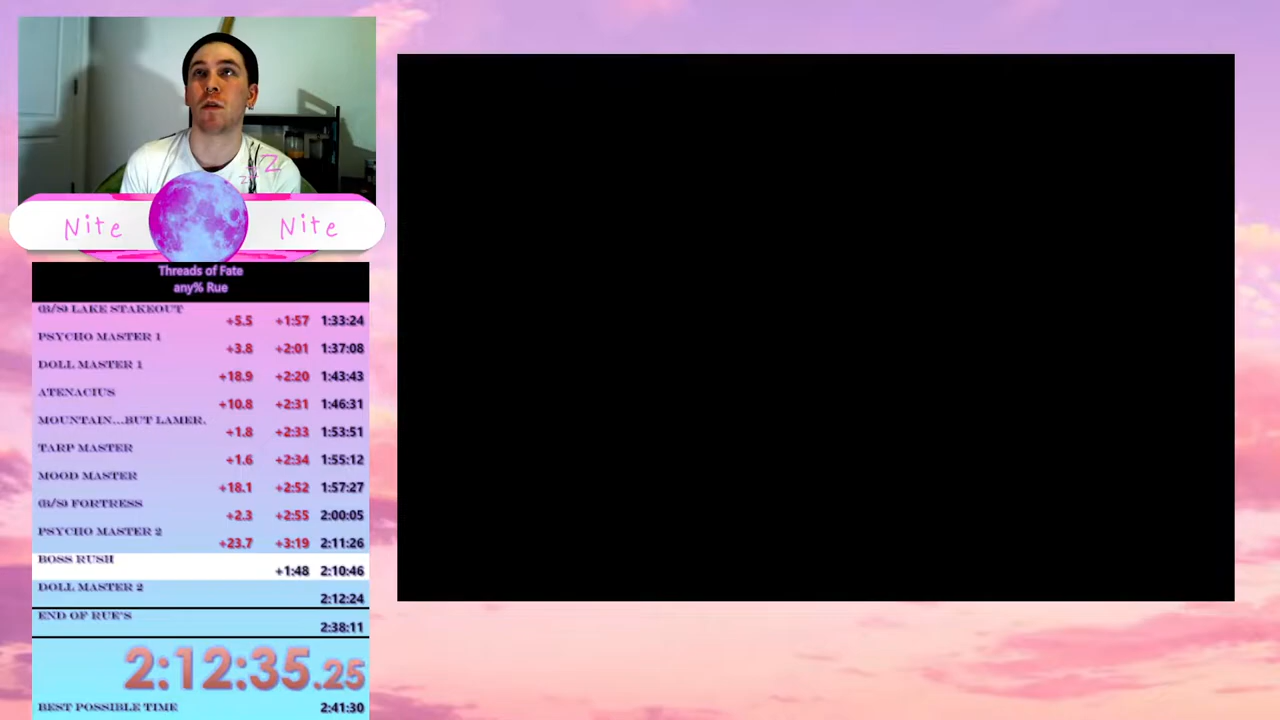 zzZ
Nite Nite
Threads of Fate
any% Rue
(B/S) LAKE STAKEOUT
+5.5 +1:57 1:33:24
PSYCHO MASTER 1
+3.8 +2:01 1:37:08
DOLL MASTER 1
+18.9 +2:20 1:43:43
ATENACIUS
+10.8 +2:31 1:46:31
MOUNTAIN...BUT LAMER.
+1.8 +2:33 1:53:51
TARP MASTER
+1.6 +2:34 1:55:12
MOOD MASTER
+18.1 +2:52 1:57:27
(B/S) FORTRESS
+2.3 +2:55 2:00:05
PSYCHO MASTER 2
+23.7 +3:19 2:11:26
BOSS RUSH
+1:48 2:10:46
DOLL MASTER 2
2:12:24
END OF RUE'S
2:38:11
2:12:35.25
BEST POSSIBLE TIME 2:41:30